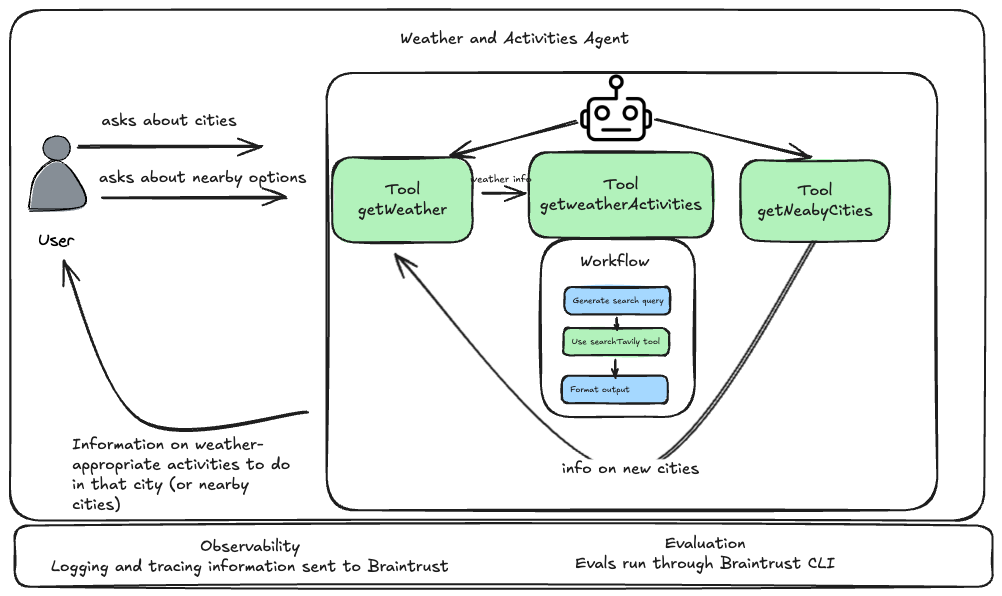 Weather and Activities Agent
asks about cities
asks about nearby options
User
Information on weather-
appropriate activities to do
in that city (or nearby
cities)
Tool
getWeather
weather info
Tool
getweatherActivities
Tool
getNeabyCities
Workflow
Generate search query
Use searchTavily tool
Format output
info on new cities
Observability
Logging and tracing information sent to Braintrust
Evaluation
Evals run through Braintrust CLI